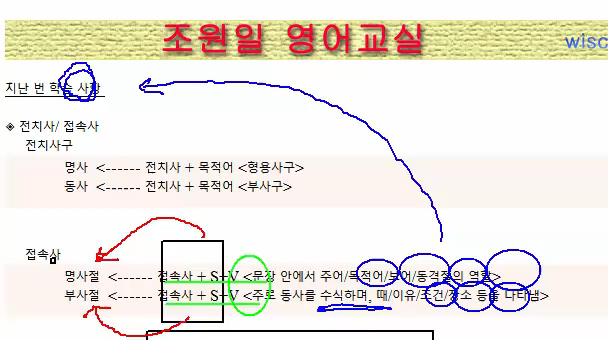 조원일 영어교실
wisc
지난 번 학습 사항
◈ 전치사/ 접속사
전치사구
명사 <------ 전치사 + 목적어 <형용사구>
동사 <------ 전치사 + 목적어 <부사구>
접속사
명사절 <------ 접속사 + S+V <문장 안에서 주어/목적어/보어/동격절의 역할>
부사절 <------ 접속사 + S+V <주로 동사를 수식하며, 때/이유/조건/장소 등을 나타냄>